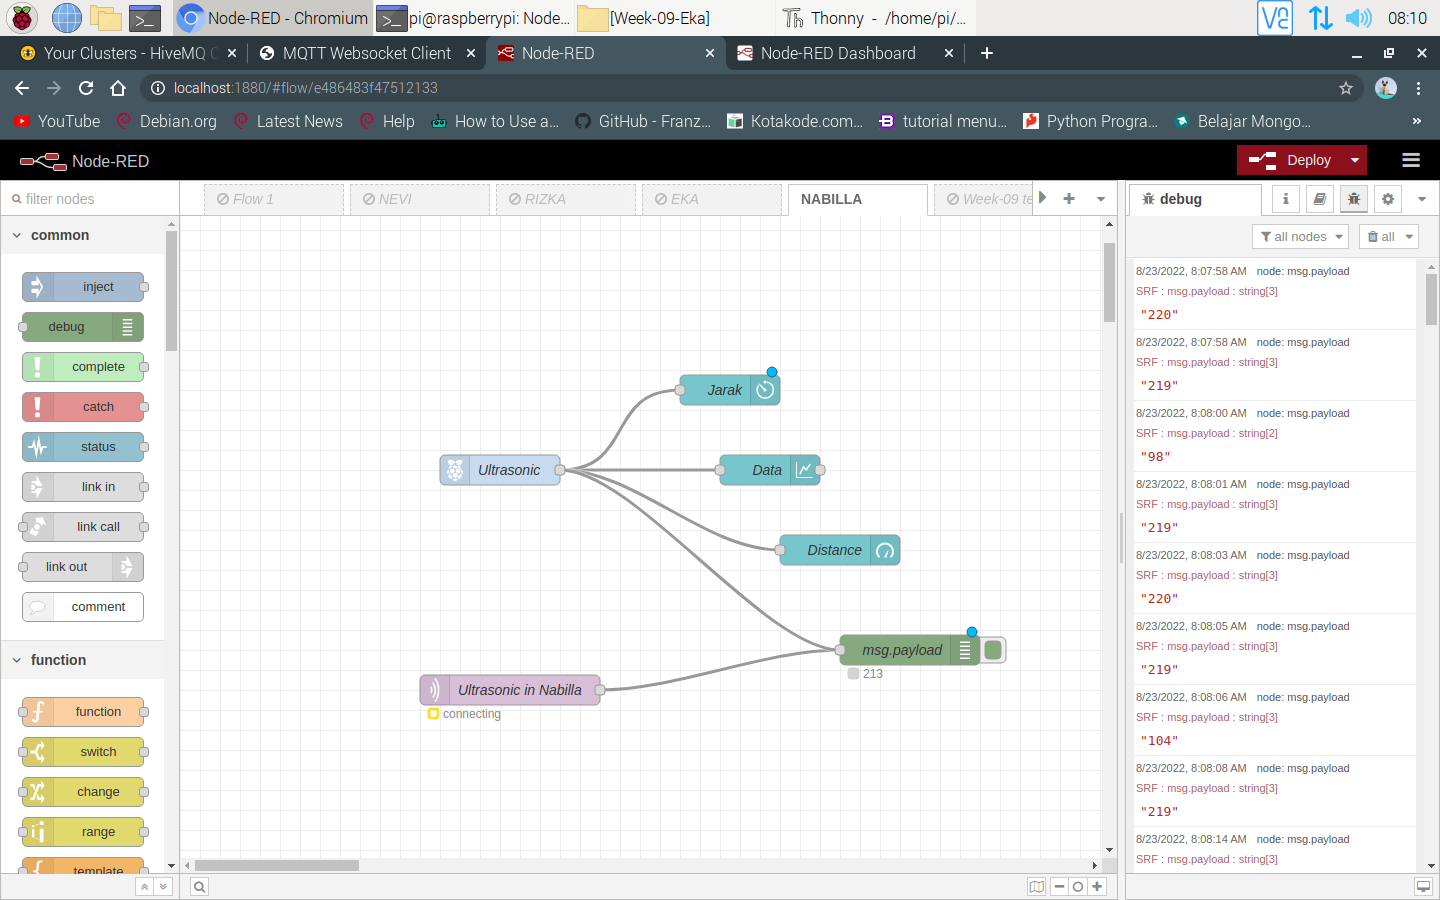 Node-RED - Chromium
pi@raspberrypi: Node...
[Week-09-Eka]
Thonny - /home/pi/...
08:10
Your Clusters - HiveMQ C
MQTT Websocket Client
Node-RED
Node-RED Dashboard
localhost:1880/#flow/e486483f47512133
YouTube
Debian.org
Latest News
Help
How to Use a...
GitHub - Franz...
Kotakode.com...
tutorial menu...
Python Progra...
Belajar Mongo...
»
Node-RED
Deploy
filter nodes
Flow 1
NEVI
RIZKA
EKA
NABILLA
Week-09 te
debug
all nodes
all
common
inject
debug
complete
catch
status
link in
link call
link out
comment
function
function
switch
change
range
template
Jarak
Ultrasonic
Data
Distance
msg.payload
213
Ultrasonic in Nabilla
connecting
8/23/2022, 8:07:58 AM node: msg.payload
SRF : msg.payload : string[3]
"220"
8/23/2022, 8:07:58 AM node: msg.payload
SRF : msg.payload : string[3]
"219"
8/23/2022, 8:08:00 AM node: msg.payload
SRF : msg.payload : string[2]
"98"
8/23/2022, 8:08:01 AM node: msg.payload
SRF : msg.payload : string[3]
"219"
8/23/2022, 8:08:03 AM node: msg.payload
SRF : msg.payload : string[3]
"220"
8/23/2022, 8:08:05 AM node: msg.payload
SRF : msg.payload : string[3]
"219"
8/23/2022, 8:08:06 AM node: msg.payload
SRF : msg.payload : string[3]
"104"
8/23/2022, 8:08:08 AM node: msg.payload
SRF : msg.payload : string[3]
"219"
8/23/2022, 8:08:14 AM node: msg.payload
SRF : msg.payload : string[3]